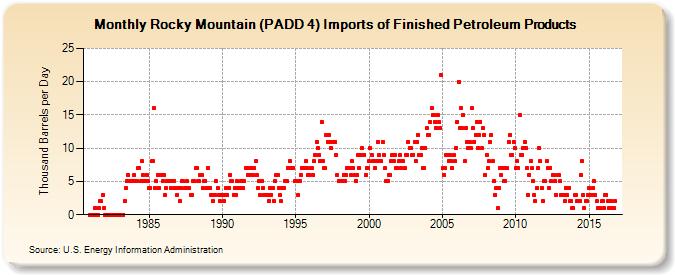 Monthly Rocky Mountain (PADD 4) Imports of Finished Petroleum Products
Thousand Barrels per Day
25
20
15
10
5
0
1985 1990 1995 2000 2005 2010 2015
Source: U.S. Energy Information Administration